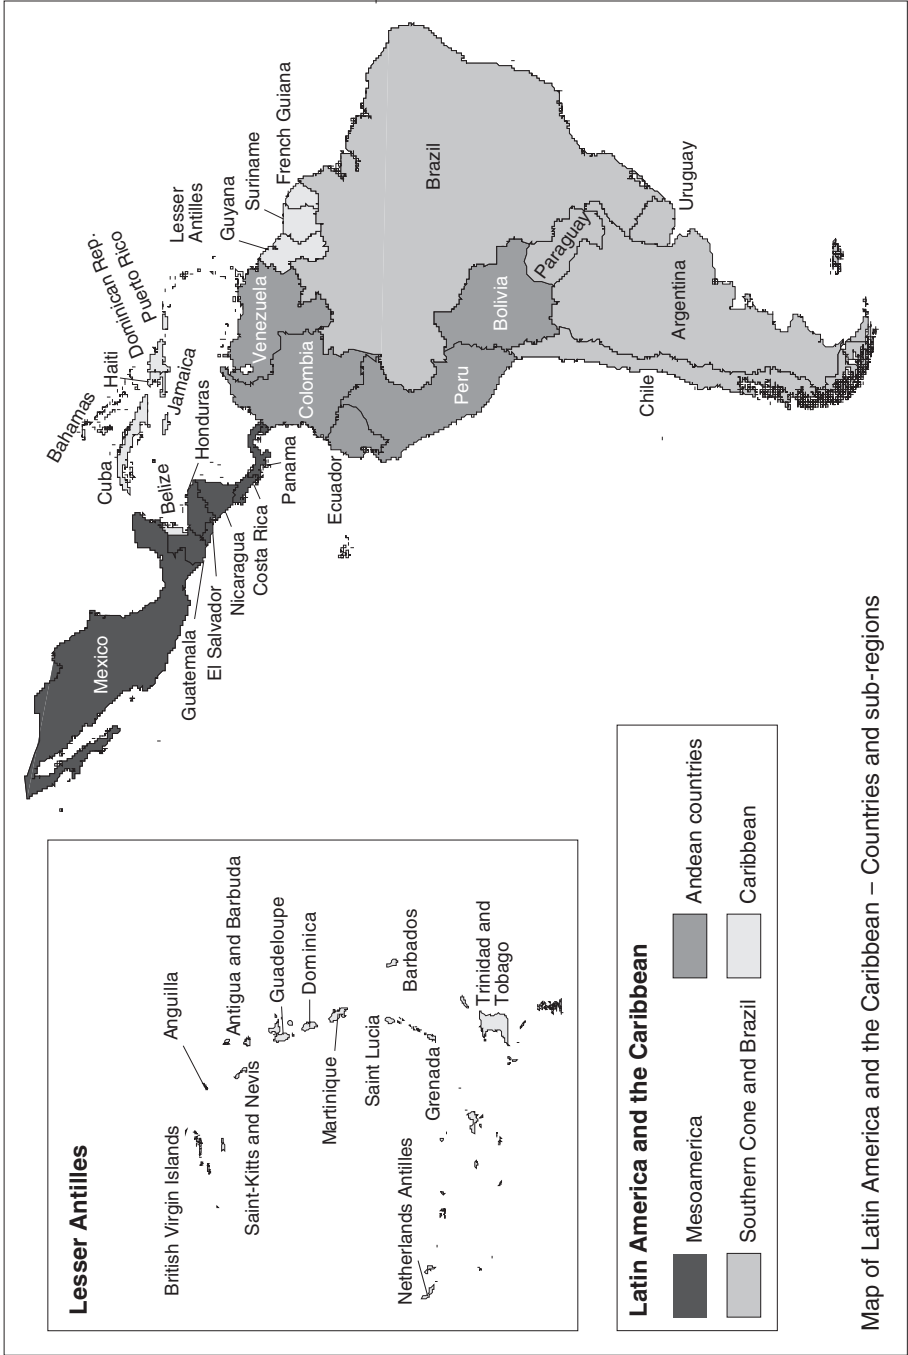 Mexico
Guatemala
El Salvador
Nicaragua
Costa Rica
Panama
Honduras
Belize
Cuba
Bahamas
Haiti
Dominican Rep.
Puerto Rico
Jamaica
Lesser
Antilles
Guyana
Suriname
French Guiana
Venezuela
Colombia
Ecuador
Peru
Brazil
Bolivia
Paraguay
Uruguay
Argentina
Chile
Lesser Antilles
British Virgin Islands
Anguilla
Saint-Kitts and Nevis
Antigua and Barbuda
Guadeloupe
Dominica
Martinique
Saint Lucia
Barbados
Grenada
Netherlands Antilles
Trinidad and
Tobago
Latin America and the Caribbean
Mesoamerica
Andean countries
Southern Cone and Brazil
Caribbean
Map of Latin America and the Caribbean – Countries and sub-regions